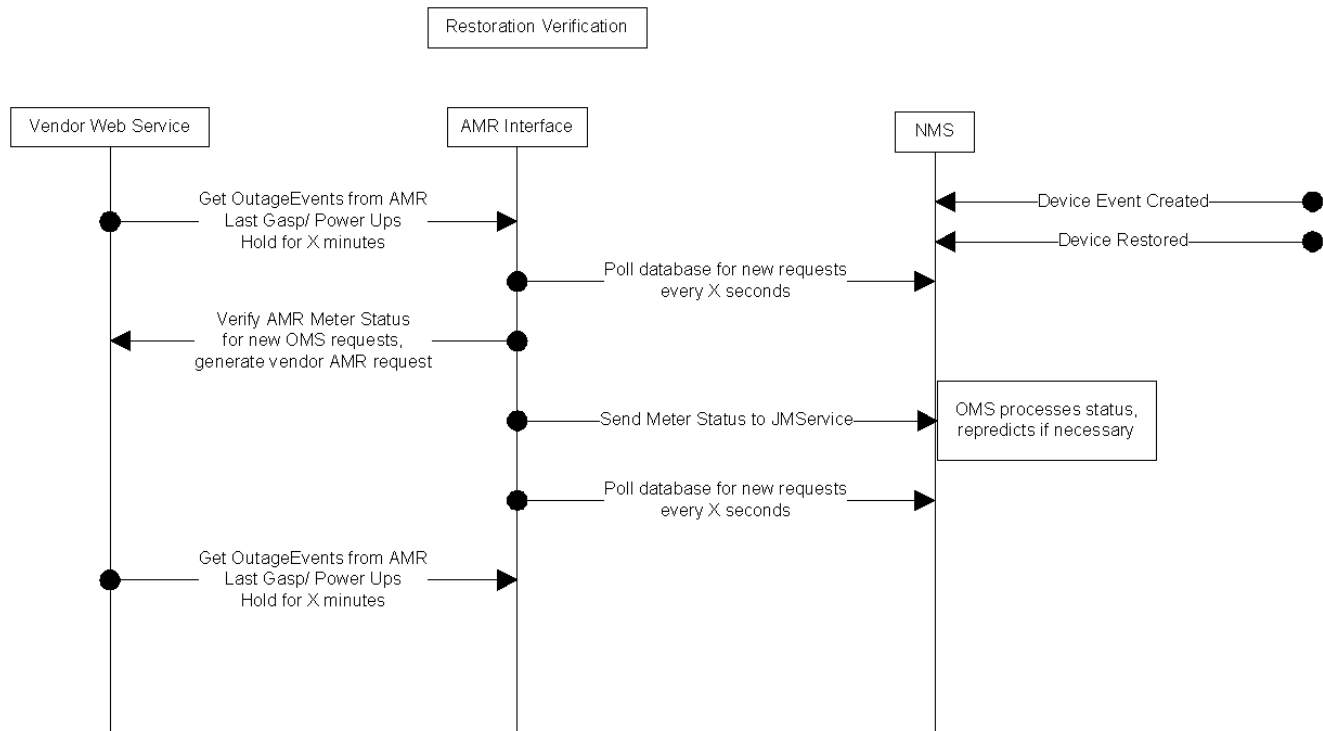 Restoration Verification
Vendor Web Service
AMR Interface
NMS
Get OutageEvents from AMR
Last Gasp/ Power Ups
Hold for X minutes
Device Event Created
Device Restored
Poll database for new requests
every X seconds
Verify AMR Meter Status
for new OMS requests,
generate vendor AMR request
Send Meter Status to JMService
OMS processes status,
repredicts if necessary
Poll database for new requests
every X seconds
Get OutageEvents from AMR
Last Gasp/ Power Ups
Hold for X minutes